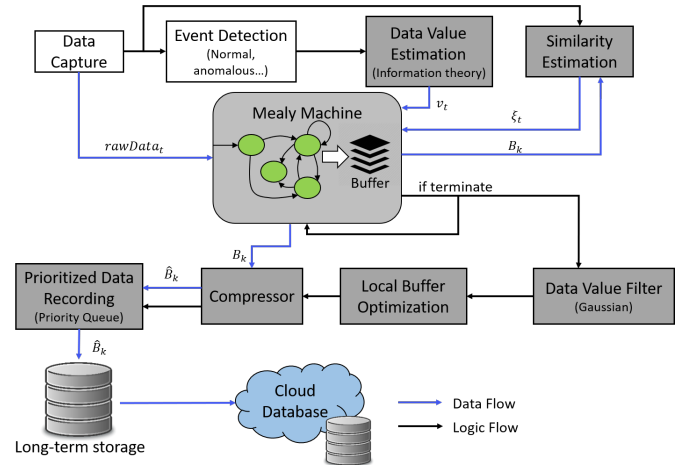 Data
Capture
Event Detection
(Normal,
anomalous...)
Data Value
Estimation
(Information theory)
Similarity
Estimation
v_t
ξ_t
Mealy Machine
rawData_t
B_k
Buffer
if terminate
B_k
B̂_k
Prioritized Data
Recording
(Priority Queue)
Compressor
Local Buffer
Optimization
Data Value Filter
(Gaussian)
B̂_k
Cloud
Database
Data Flow
Logic Flow
Long-term storage